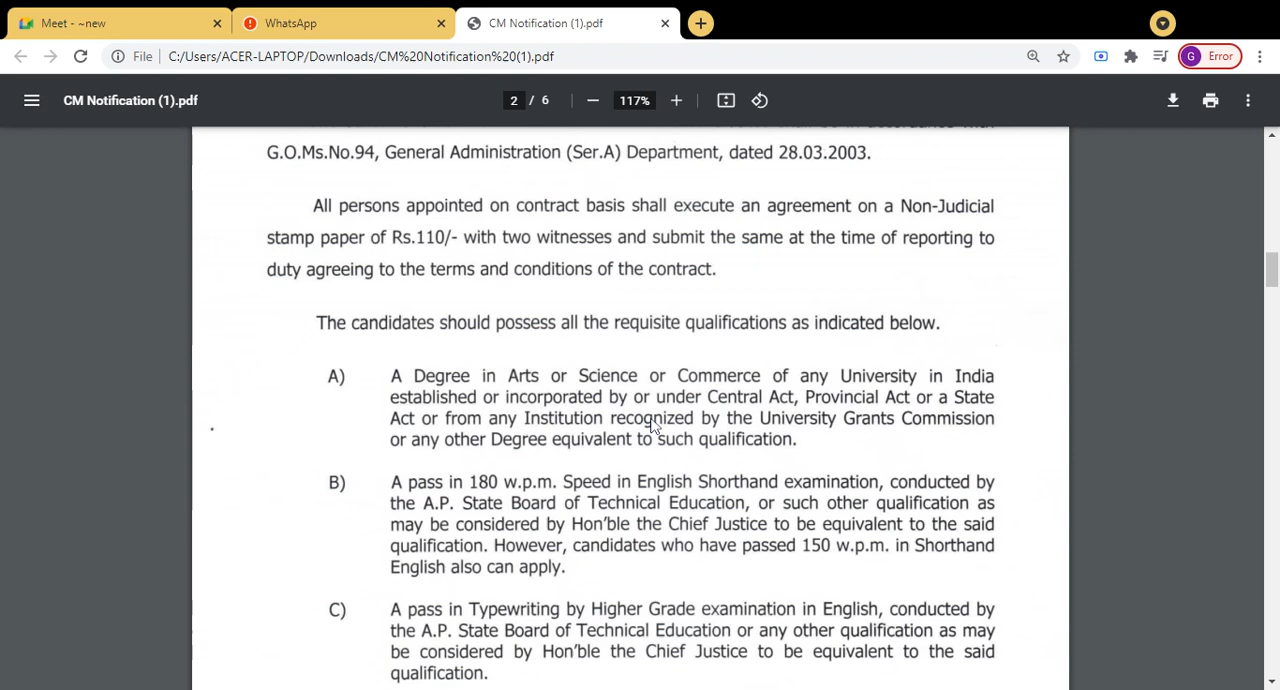 Meet - ~new
WhatsApp
CM Notification (1).pdf
File
C:/Users/ACER-LAPTOP/Downloads/CM%20Notification%20(1).pdf
G
Error
CM Notification (1).pdf
2 / 6
117%
G.O.Ms.No.94, General Administration (Ser.A) Department, dated 28.03.2003.
All persons appointed on contract basis shall execute an agreement on a Non-Judicial
stamp paper of Rs.110/- with two witnesses and submit the same at the time of reporting to
duty agreeing to the terms and conditions of the contract.
The candidates should possess all the requisite qualifications as indicated below.
A) A Degree in Arts or Science or Commerce of any University in India
established or incorporated by or under Central Act, Provincial Act or a State
Act or from any Institution recognized by the University Grants Commission
or any other Degree equivalent to such qualification.
B) A pass in 180 w.p.m. Speed in English Shorthand examination, conducted by
the A.P. State Board of Technical Education, or such other qualification as
may be considered by Hon'ble the Chief Justice to be equivalent to the said
qualification. However, candidates who have passed 150 w.p.m. in Shorthand
English also can apply.
C) A pass in Typewriting by Higher Grade examination in English, conducted by
the A.P. State Board of Technical Education or any other qualification as may
be considered by Hon'ble the Chief Justice to be equivalent to the said
qualification.